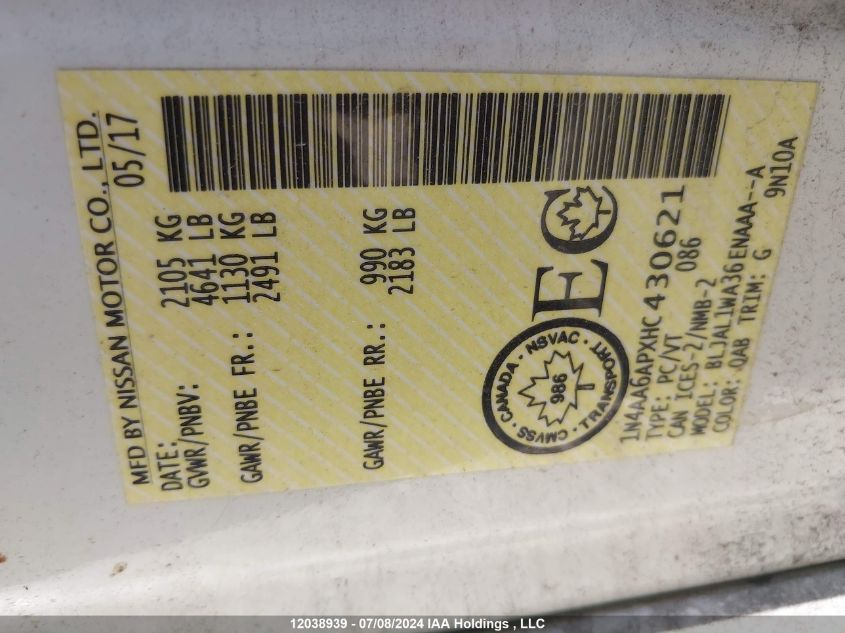 MFD BY NISSAN MOTOR CO., LTD.
DATE: 05/17
GVWR/PNBV: 2105 KG
4641 LB
GAWR/PNBE FR.: 1130 KG
2491 LB
GAWR/PNBE RR.: 990 KG
2183 LB
EC
CANADA · NSVAC · TRANSPORT · CMVSS ·
986
1N4AA6APXHC430621
TYPE: PC/VT 086
CAN ICES-2/NMB-2
MODEL: BLJAL1WA36ENAAA--A
COLOR: QAB TRIM: G 9N10A
12038939 - 07/08/2024 IAA Holdings , LLC